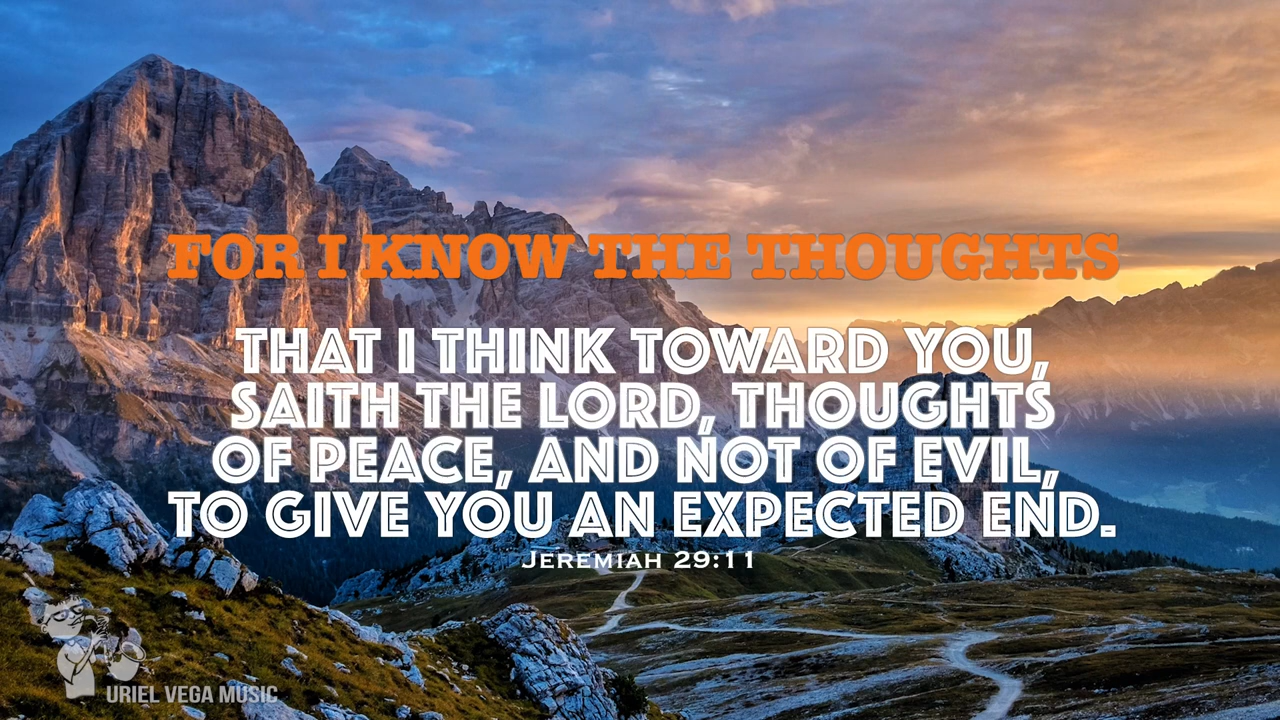 FOR I KNOW THE THOUGHTS
THAT I THINK TOWARD YOU,
SAITH THE LORD, THOUGHTS
OF PEACE, AND NOT OF EVIL,
TO GIVE YOU AN EXPECTED END.
JEREMIAH 29:11
URIEL VEGA MUSIC